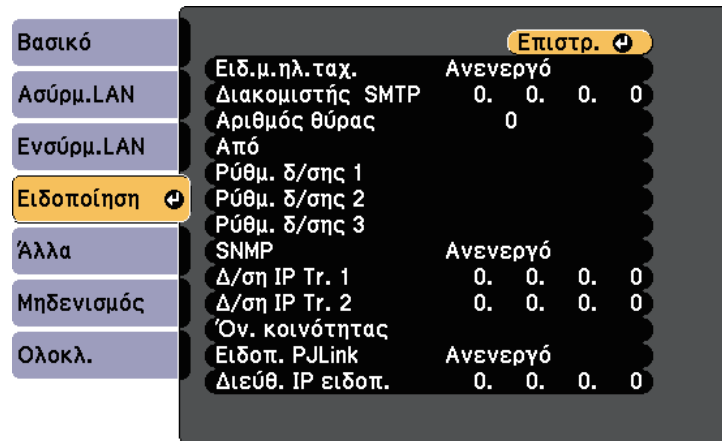 Βασικό
Ασύρμ.LAN
Ενσύρμ.LAN
Ειδοποίηση
Άλλα
Μηδενισμός
Ολοκλ.
Επιστρ.
Ειδ.μ.ηλ.ταχ. Ανενεργό
Διακομιστής SMTP 0. 0. 0. 0
Αριθμός θύρας 0
Από
Ρύθμ. δ/σης 1
Ρύθμ. δ/σης 2
Ρύθμ. δ/σης 3
SNMP Ανενεργό
Δ/ση IP Tr. 1 0. 0. 0. 0
Δ/ση IP Tr. 2 0. 0. 0. 0
Όν. κοινότητας
Ειδοπ. PJLink Ανενεργό
Διεύθ. IP ειδοπ. 0. 0. 0. 0